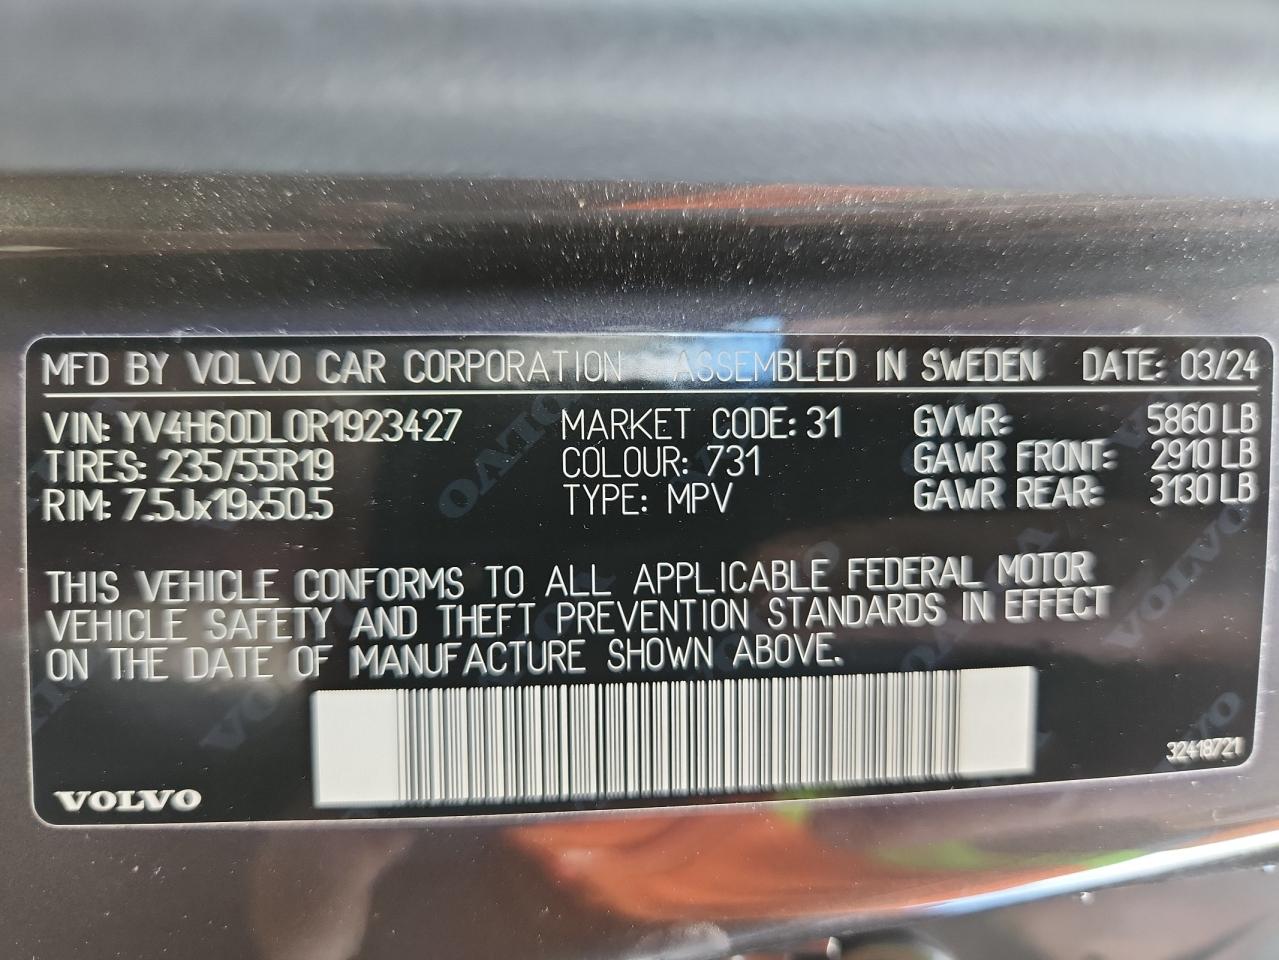 MFD BY VOLVO CAR CORPORATION ASSEMBLED IN SWEDEN DATE: 03/24
VIN: YV4H60DL0R1923427 MARKET CODE: 31 GVWR: 5860 LB
TIRES: 235/55R19 COLOUR: 731 GAWR FRONT: 2910 LB
RIM: 7.5Jx19x50.5 TYPE: MPV GAWR REAR: 3130 LB
THIS VEHICLE CONFORMS TO ALL APPLICABLE FEDERAL MOTOR
VEHICLE SAFETY AND THEFT PREVENTION STANDARDS IN EFFECT
ON THE DATE OF MANUFACTURE SHOWN ABOVE.
32418721
VOLVO